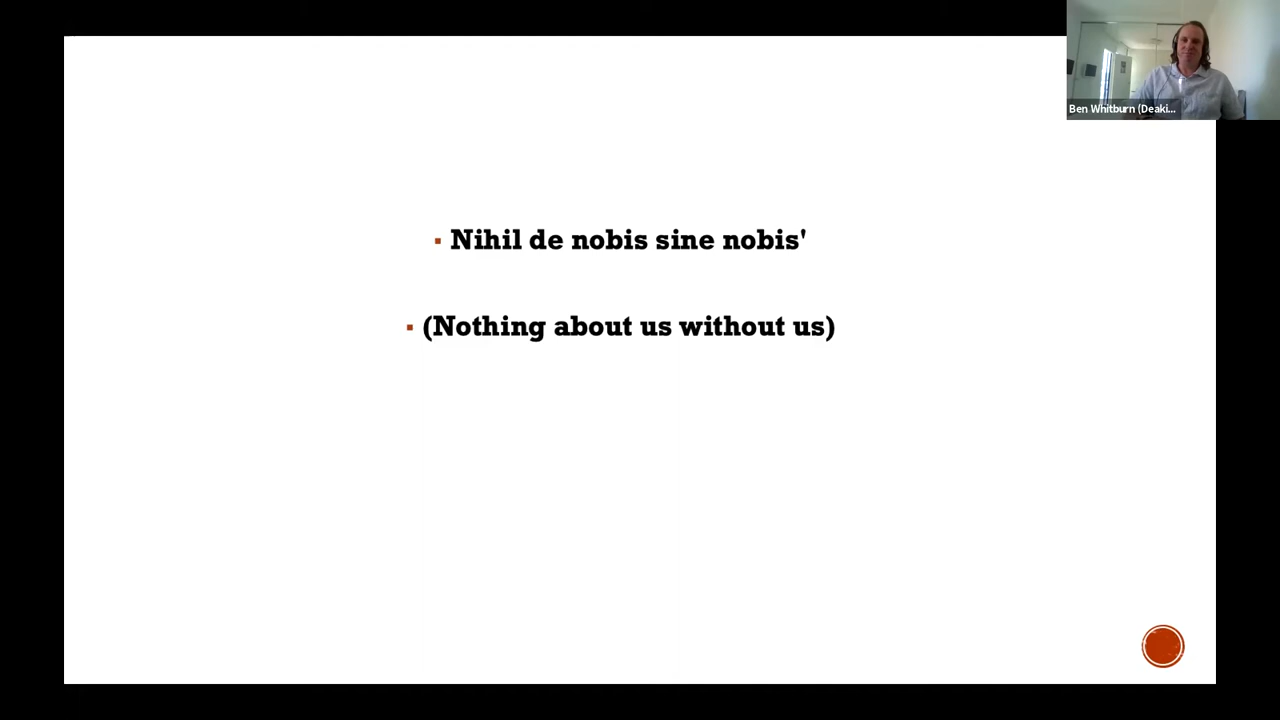 Ben Whitburn (Deaki...
▪ Nihil de nobis sine nobis'
▪ (Nothing about us without us)